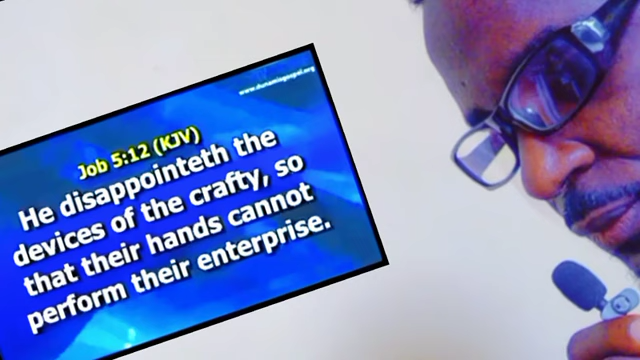 www.dunamisgospel.org
Job 5:12 (KJV)
He disappointeth the
devices of the crafty, so
that their hands cannot
perform their enterprise.